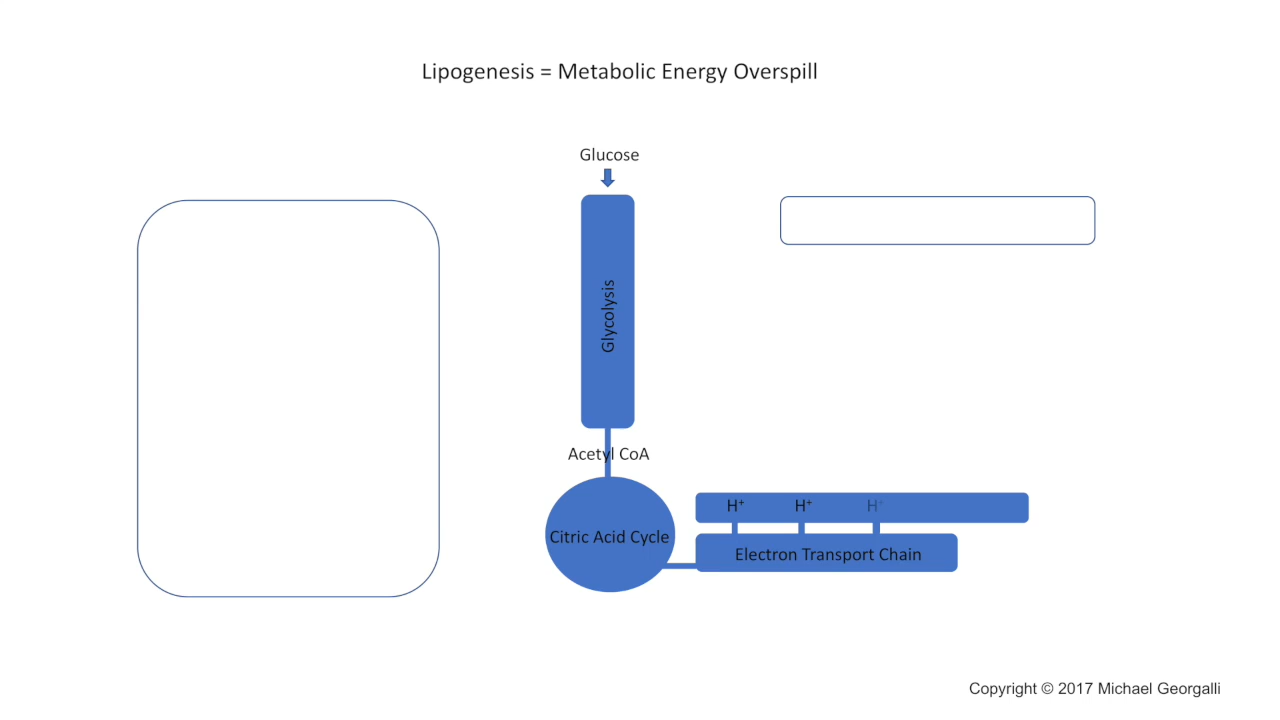 Lipogenesis = Metabolic Energy Overspill
Glucose
Glycolysis
Acetyl CoA
Citric Acid Cycle
H⁺ H⁺ H⁺
Electron Transport Chain
Copyright © 2017 Michael Georgalli